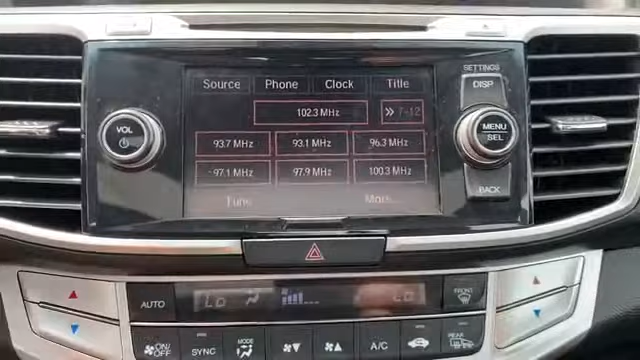 SETTINGS
DISP
Source Phone Clock Title
102.3 MHz 7-12
VOL
93.7 MHz 93.1 MHz 96.3 MHz
MENU
SEL
97.1 MHz 97.9 MHz 100.3 MHz
BACK
Tune More
AUTO LO LO FRONT
ON/OFF SYNC MODE A/C REAR